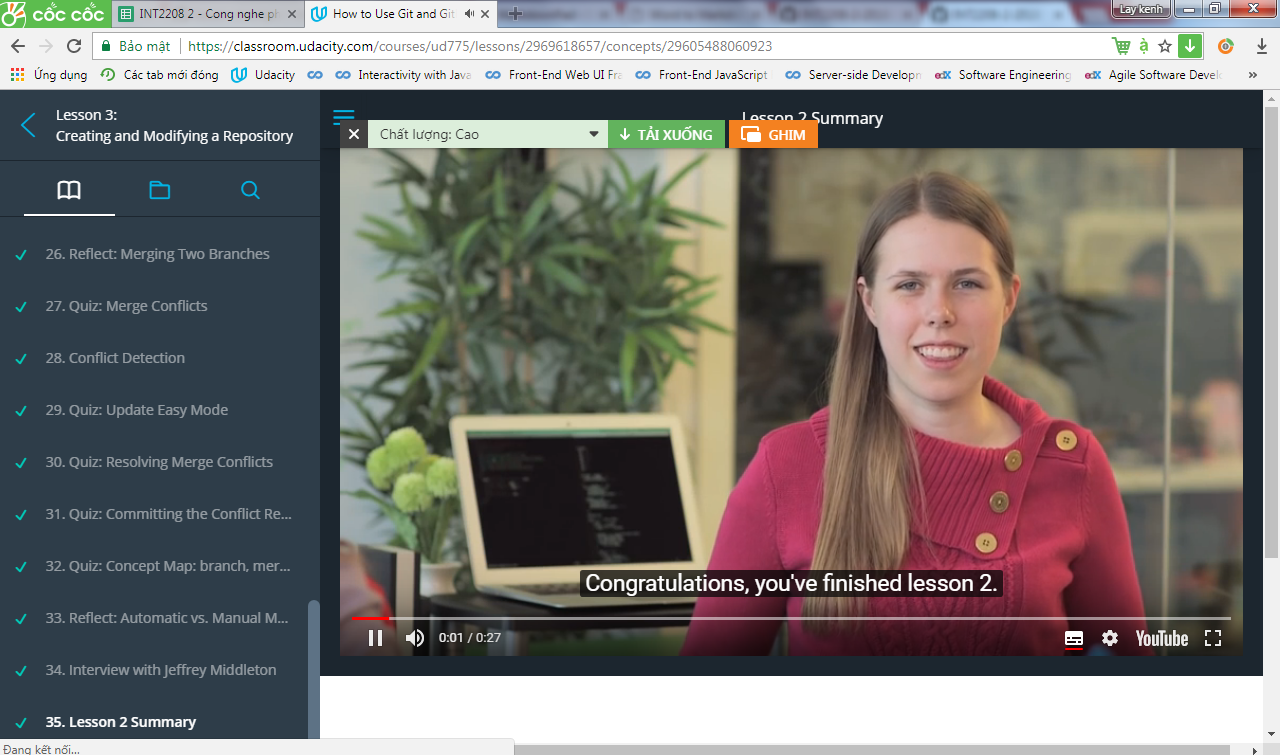 cốc cốc
INT2208 2 - Cong nghe ph
How to Use Git and Git
Lay kenh
Bảo mật
https://classroom.udacity.com/courses/ud775/lessons/2969618657/concepts/29605488060923
à
Ứng dụng
Các tab mới đóng
Udacity
Interactivity with Java
Front-End Web UI Fra
Front-End JavaScript
Server-side Developn
edX
Software Engineering
edX
Agile Software Devel
Lesson 3:
Creating and Modifying a Repository
26. Reflect: Merging Two Branches
27. Quiz: Merge Conflicts
28. Conflict Detection
29. Quiz: Update Easy Mode
30. Quiz: Resolving Merge Conflicts
31. Quiz: Committing the Conflict Re...
32. Quiz: Concept Map: branch, mer...
33. Reflect: Automatic vs. Manual M...
34. Interview with Jeffrey Middleton
35. Lesson 2 Summary
Đang kết nối...
Lesson 2 Summary
Chất lượng: Cao
TẢI XUỐNG
GHIM
Congratulations, you've finished lesson 2.
0:01 / 0:27
YouTube